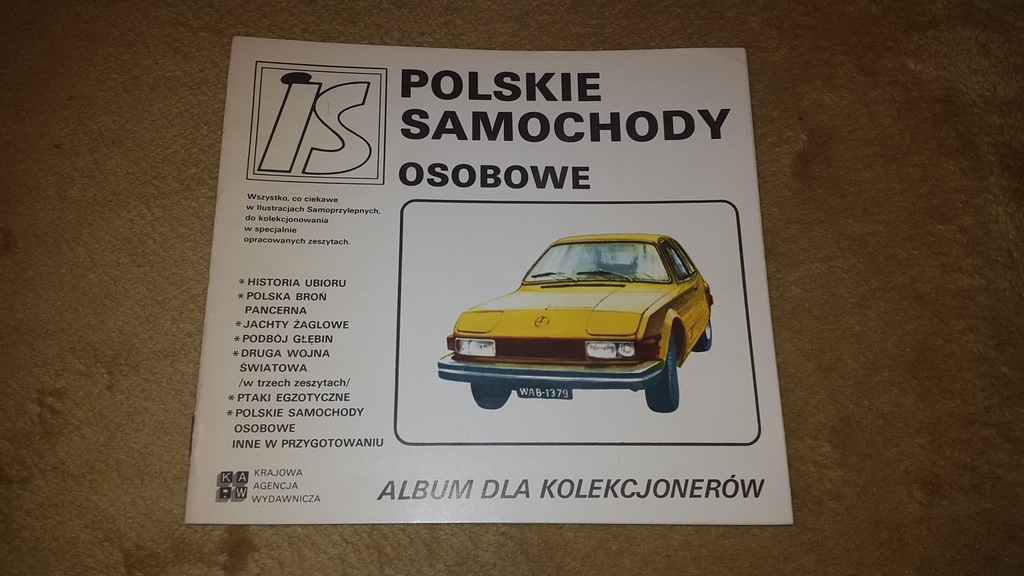 is
POLSKIE
SAMOCHODY
OSOBOWE
Wszystko, co ciekawe
w Ilustracjach Samoprzylepnych,
do kolekcjonowania
w specjalnie
opracowanych zeszytach.
* HISTORIA UBIORU
* POLSKA BROŃ
PANCERNA
* JACHTY ŻAGLOWE
* PODBÓJ GŁĘBIN
* DRUGA WOJNA
ŚWIATOWA
/w trzech zeszytach/
* PTAKI EGZOTYCZNE
* POLSKIE SAMOCHODY
OSOBOWE
INNE W PRZYGOTOWANIU
WAB-1379
KAW
KRAJOWA
AGENCJA
WYDAWNICZA
ALBUM DLA KOLEKCJONERÓW